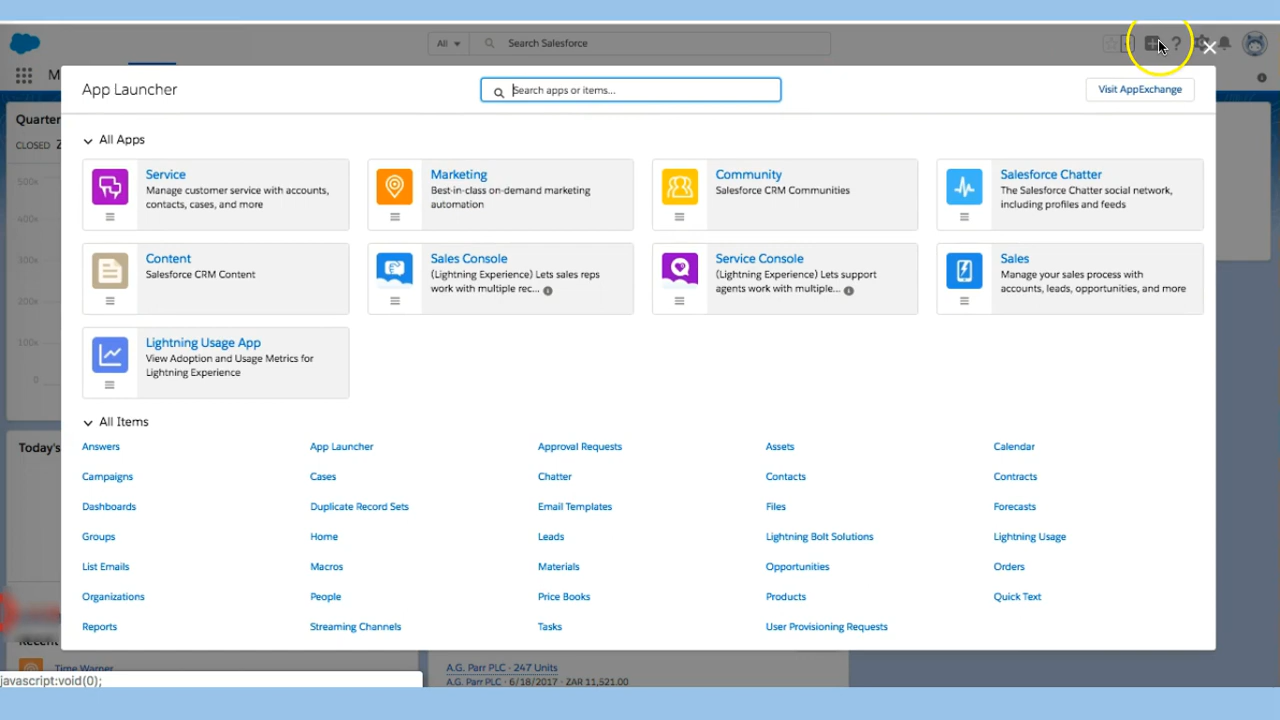 All
Search Salesforce
?
M
App Launcher
Search apps or items...
Visit AppExchange
Quarter
CLOSED
500k
400k
300k
200k
100k
0
All Apps
Service
Manage customer service with accounts,
contacts, cases, and more
Marketing
Best-in-class on-demand marketing
automation
Community
Salesforce CRM Communities
Salesforce Chatter
The Salesforce Chatter social network,
including profiles and feeds
Content
Salesforce CRM Content
Sales Console
(Lightning Experience) Lets sales reps
work with multiple rec...
Service Console
(Lightning Experience) Lets support
agents work with multiple...
Sales
Manage your sales process with
accounts, leads, opportunities, and more
Lightning Usage App
View Adoption and Usage Metrics for
Lightning Experience
All Items
Today's
Answers
App Launcher
Approval Requests
Assets
Calendar
Campaigns
Cases
Chatter
Contacts
Contracts
Dashboards
Duplicate Record Sets
Email Templates
Files
Forecasts
Groups
Home
Leads
Lightning Bolt Solutions
Lightning Usage
List Emails
Macros
Materials
Opportunities
Orders
Organizations
People
Price Books
Products
Quick Text
Reports
Streaming Channels
Tasks
User Provisioning Requests
Time Warner
A.G. Parr PLC - 247 Units
A.G. Parr PLC · 6/18/2017 · ZAR 11,521.00
javascript:void(0);